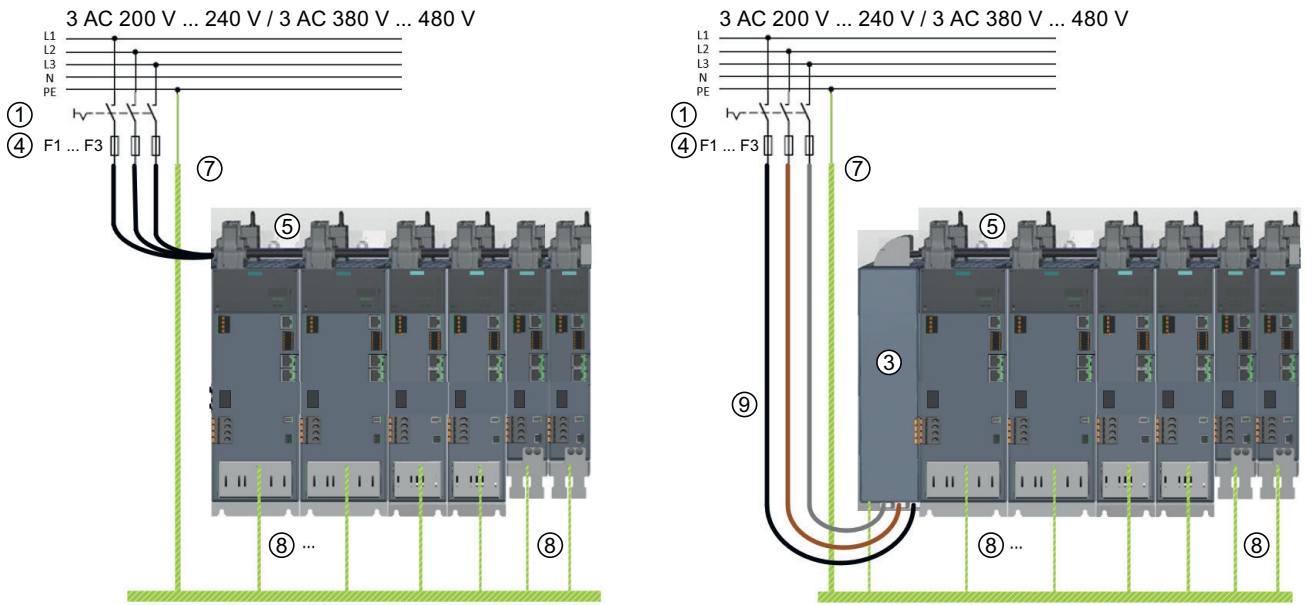 3 AC 200 V ... 240 V / 3 AC 380 V ... 480 V
L1
L2
L3
N
PE
①
④ F1 ... F3
⑦
⑤
⑧ ...
⑧
3 AC 200 V ... 240 V / 3 AC 380 V ... 480 V
L1
L2
L3
N
PE
①
④ F1 ... F3
⑦
⑤
③
⑨
⑧ ...
⑧